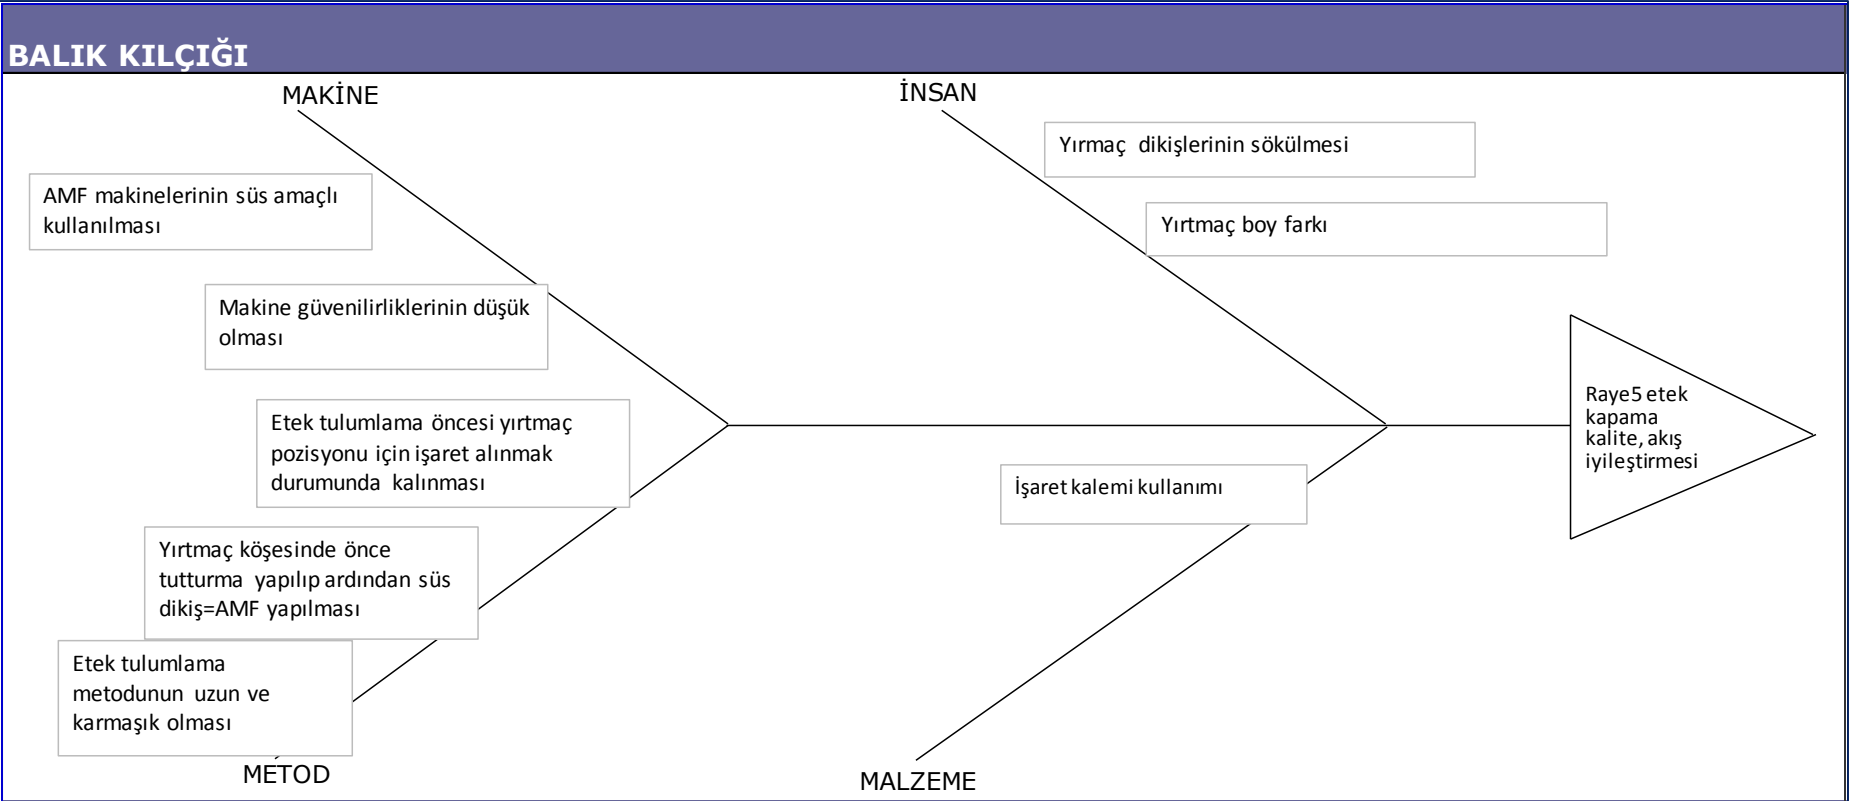 BALIK KILÇIĞI
MAKİNE
İNSAN
Yırmaç dikişlerinin sökülmesi
AMF makinelerinin süs amaçlı
kullanılması
Yırtmaç boy farkı
Makine güvenilirliklerinin düşük
olması
Raye5 etek
kapama
kalite, akış
iyileştirmesi
Etek tulumlama öncesi yırtmaç
pozisyonu için işaret alınmak
durumunda kalınması
İşaret kalemi kullanımı
Yırtmaç köşesinde önce
tutturma yapılıp ardından süs
dikiş=AMF yapılması
Etek tulumlama
metodunun uzun ve
karmaşık olması
METOD
MALZEME